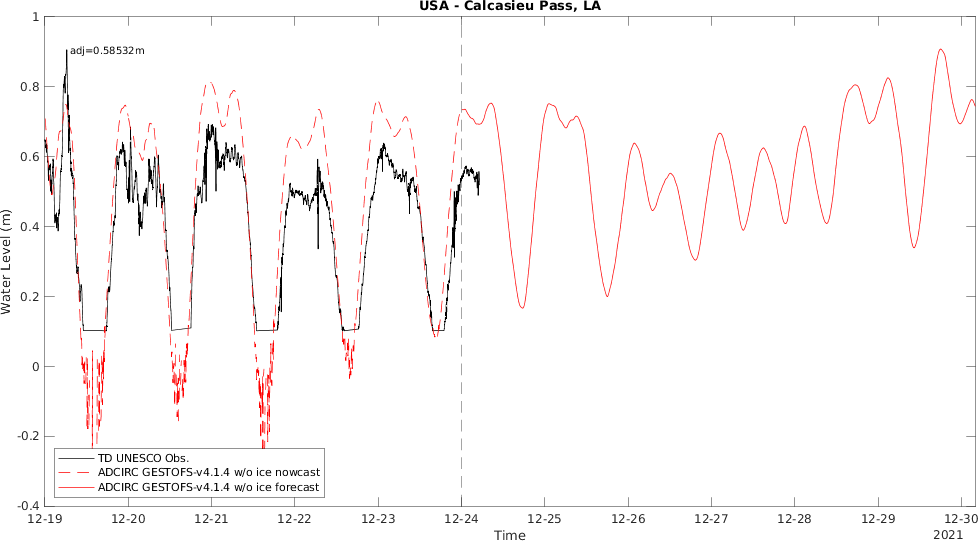 USA - Calcasieu Pass, LA
1
adj=0.58532m
0.8
0.6
0.4
0.2
0
-0.2
-0.4
Water Level (m)
TD UNESCO Obs.
ADCIRC GESTOFS-v4.1.4 w/o ice nowcast
ADCIRC GESTOFS-v4.1.4 w/o ice forecast
12-19 12-20 12-21 12-22 12-23 12-24 12-25 12-26 12-27 12-28 12-29 12-30
Time
2021